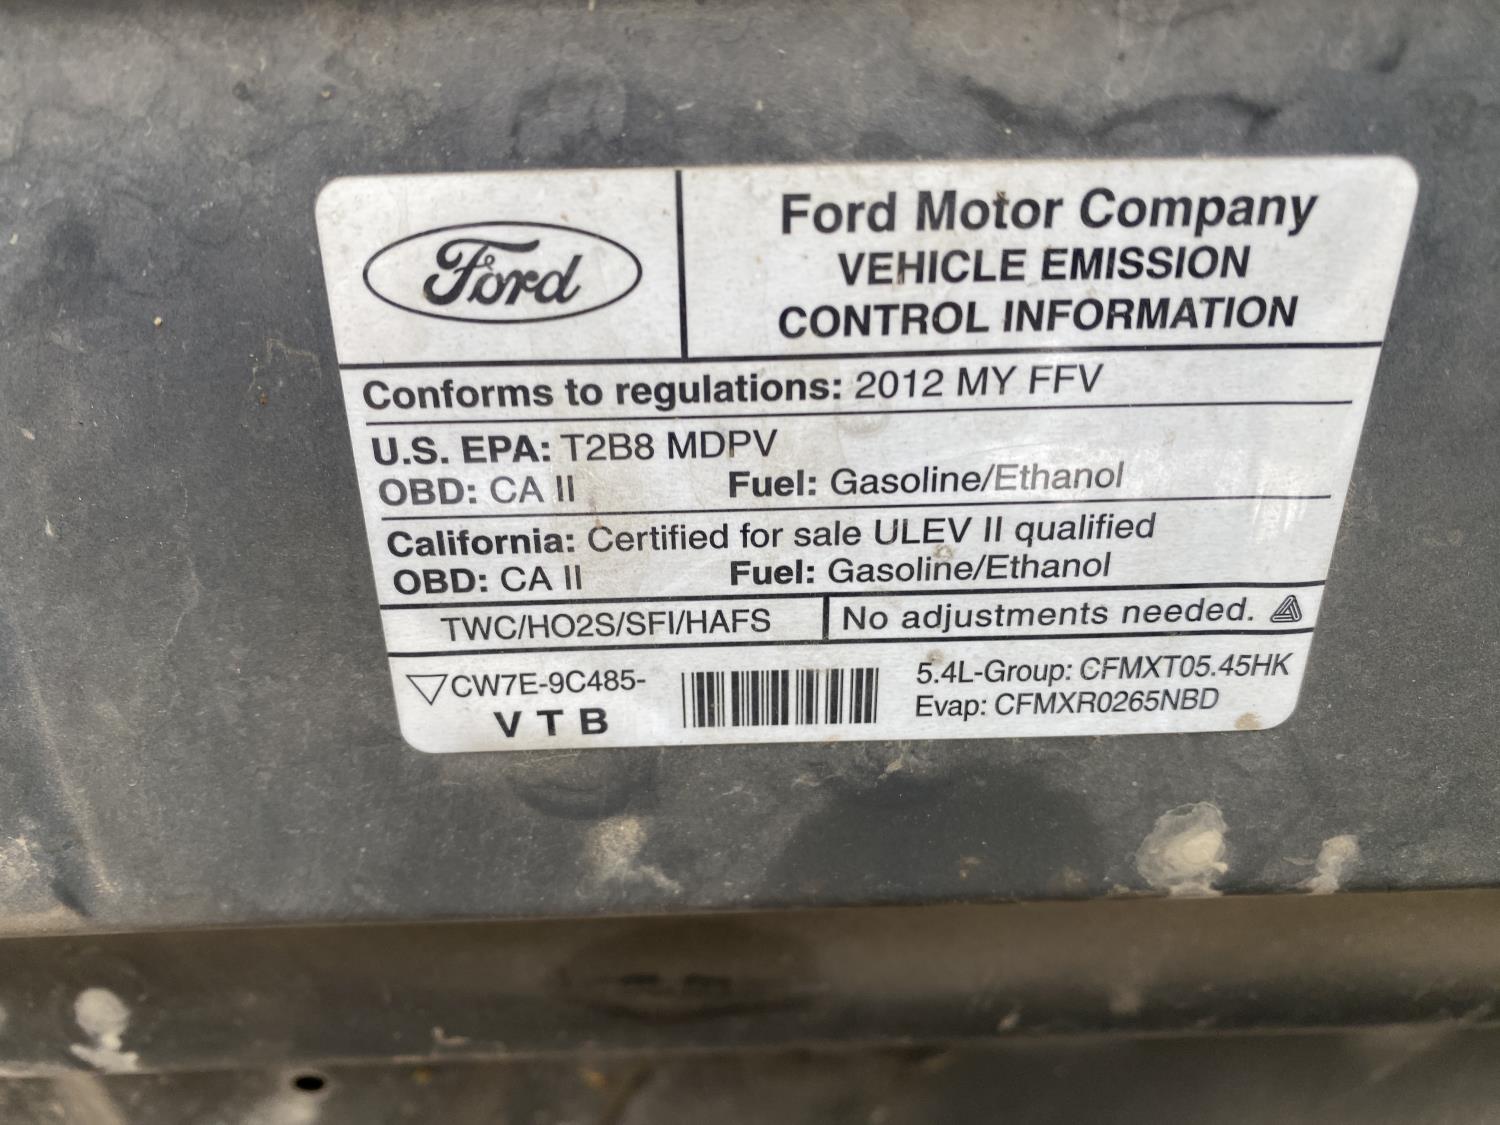 Ford
Ford Motor Company
VEHICLE EMISSION
CONTROL INFORMATION
Conforms to regulations: 2012 MY FFV
U.S. EPA: T2B8 MDPV
OBD: CA II Fuel: Gasoline/Ethanol
California: Certified for sale ULEV II qualified
OBD: CA II Fuel: Gasoline/Ethanol
TWC/HO2S/SFI/HAFS No adjustments needed.
CW7E-9C485-
VTB
5.4L-Group: CFMXT05.45HK
Evap: CFMXR0265NBD